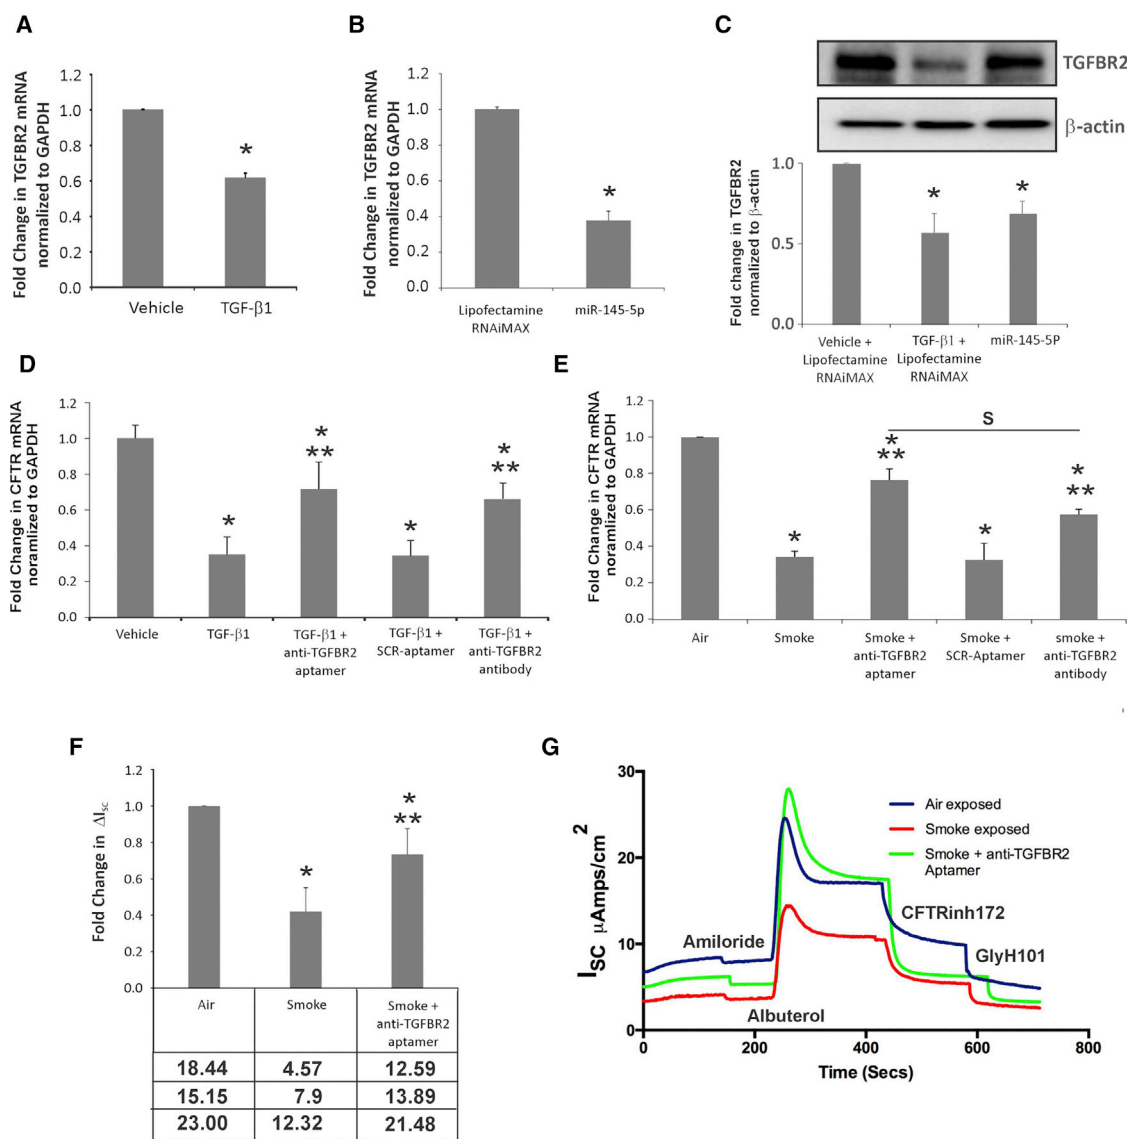 A
Fold Change in TGFBR2 mRNA
normalized to GAPDH
1.2
1.0
0.8
0.6
0.4
0.2
0.0
*
Vehicle
TGF-β1
B
Fold Change in TGFBR2 mRNA
normalized to GAPDH
1.2
1.0
0.8
0.6
0.4
0.2
0.0
*
Lipofectamine
RNAiMAX
miR-145-5p
C
TGFBR2
β-actin
Fold change in TGFBR2
normalized to β-actin
1.0
0.5
0.0
*
*
Vehicle +
Lipofectamine
RNAiMAX
TGF-β1 +
Lipofectamine
RNAiMAX
miR-145-5P
D
Fold Change in CFTR mRNA
noramlized to GAPDH
1.2
1.0
0.8
0.6
0.4
0.2
0.0
*
*
**
*
*
**
Vehicle
TGF-β1
TGF-β1 +
anti-TGFBR2
aptamer
TGF-β1 +
SCR-aptamer
TGF-β1 +
anti-TGFBR2
antibody
E
Fold Change in CFTR mRNA
noramlized to GAPDH
1.2
1.0
0.8
0.6
0.4
0.2
0.0
S
*
*
**
*
*
**
Air
Smoke
Smoke +
anti-TGFBR2
aptamer
Smoke +
SCR-Aptamer
smoke +
anti-TGFBR2
antibody
F
Fold Change in ΔIsc
1.2
1.0
0.8
0.6
0.4
0.2
0.0
*
*
**
Air
Smoke
Smoke +
anti-TGFBR2
aptamer
18.44 4.57 12.59
15.15 7.9 13.89
23.00 12.32 21.48
G
ISC μAmps/cm2
30
20
10
0
Air exposed
Smoke exposed
Smoke + anti-TGFBR2
Aptamer
Amiloride
Albuterol
CFTRinh172
GlyH101
0 200 400 600 800
Time (Secs)